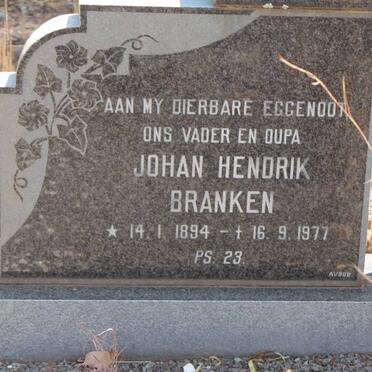 AAN MY DIERBARE EGGENOOT
ONS VADER EN OUPA
JOHAN HENDRIK
BRANKEN
★ 14. 1. 1894 - ✝ 16. 9. 1977
PS. 23.